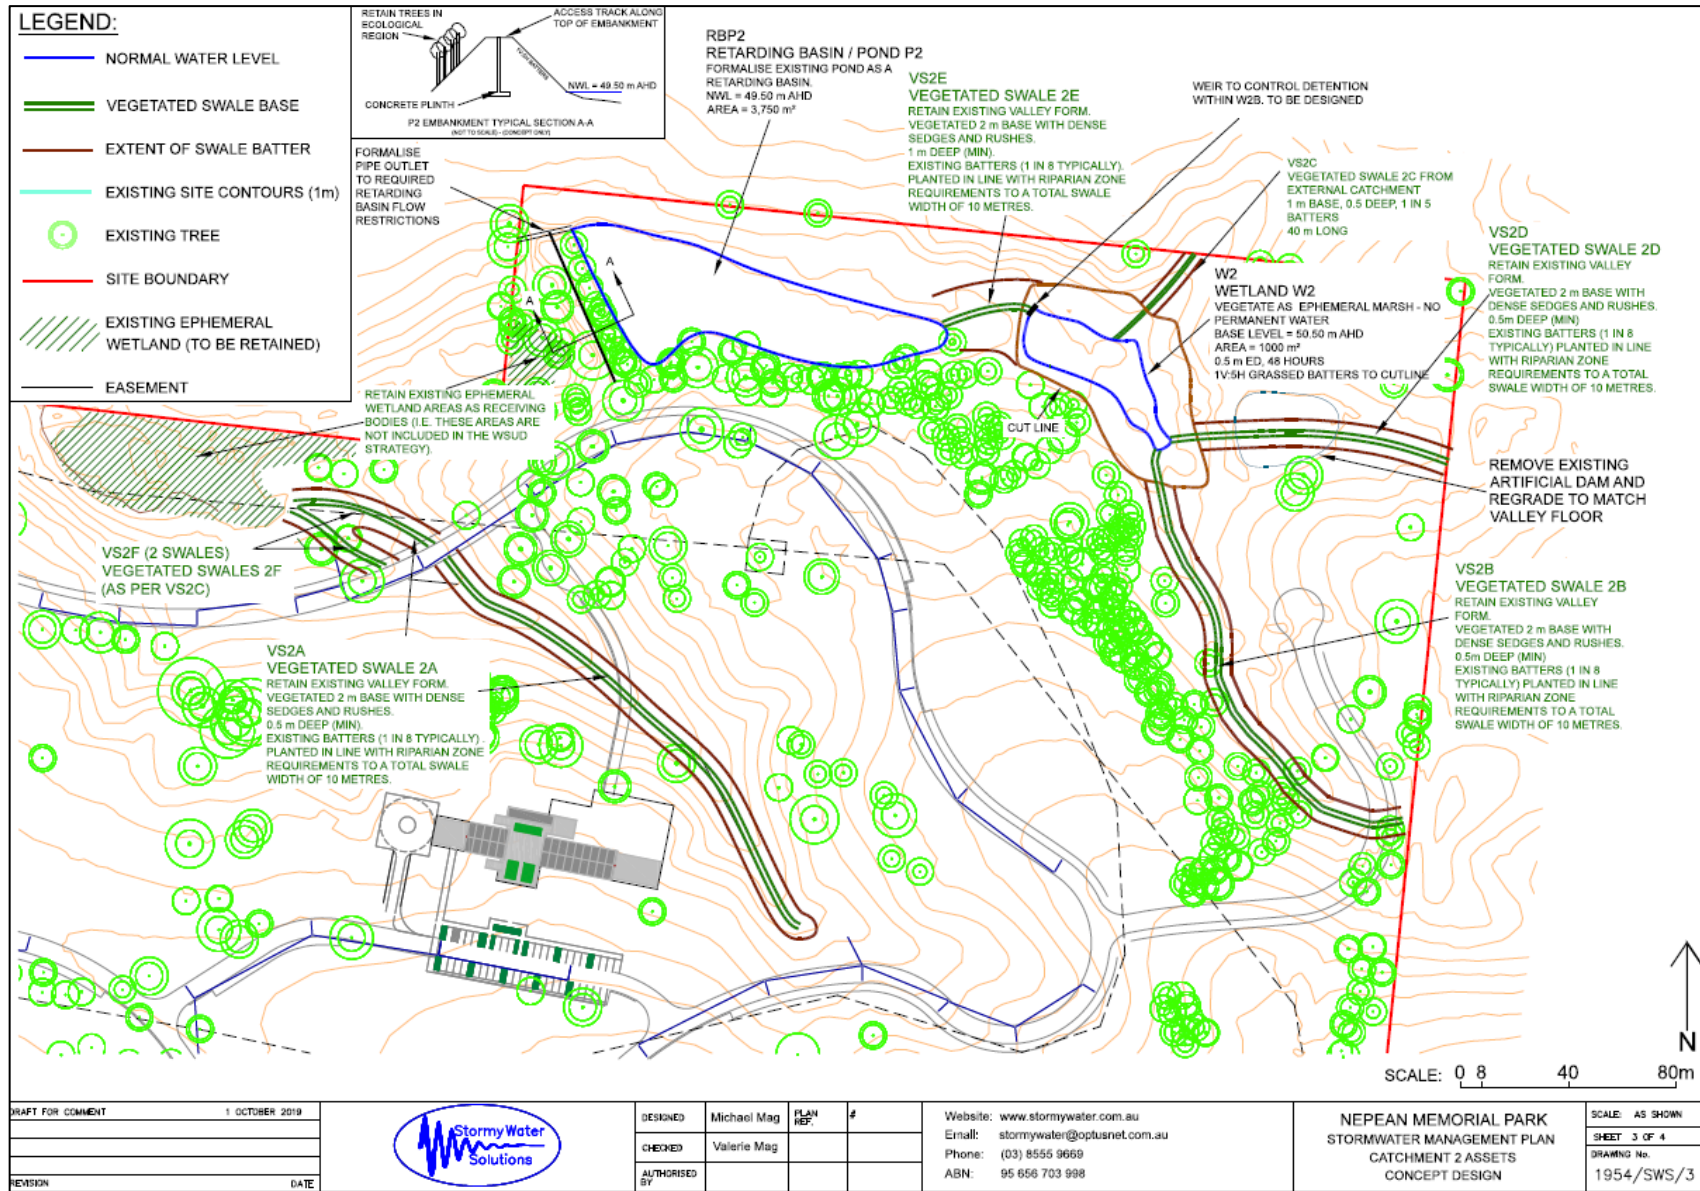 LEGEND:
NORMAL WATER LEVEL
VEGETATED SWALE BASE
EXTENT OF SWALE BATTER
EXISTING SITE CONTOURS (1m)
EXISTING TREE
SITE BOUNDARY
EXISTING EPHEMERAL
WETLAND (TO BE RETAINED)
EASEMENT
RETAIN TREES IN
ECOLOGICAL
REGION
ACCESS TRACK ALONG
TOP OF EMBANKMENT
1V:5H BATTERS
NWL = 49.50 m AHD
CONCRETE PLINTH
P2 EMBANKMENT TYPICAL SECTION A-A
(NOT TO SCALE) - (CONCEPT ONLY)
FORMALISE
PIPE OUTLET
TO REQUIRED
RETARDING
BASIN FLOW
RESTRICTIONS
RBP2
RETARDING BASIN / POND P2
FORMALISE EXISTING POND AS A
RETARDING BASIN.
NWL = 49.50 m AHD
AREA = 3,750 m²
VS2E
VEGETATED SWALE 2E
RETAIN EXISTING VALLEY FORM.
VEGETATED 2 m BASE WITH DENSE
SEDGES AND RUSHES.
1 m DEEP (MIN).
EXISTING BATTERS (1 IN 8 TYPICALLY).
PLANTED IN LINE WITH RIPARIAN ZONE
REQUIREMENTS TO A TOTAL SWALE
WIDTH OF 10 METRES.
WEIR TO CONTROL DETENTION
WITHIN W2B. TO BE DESIGNED
VS2C
VEGETATED SWALE 2C FROM
EXTERNAL CATCHMENT
1 m BASE, 0.5 DEEP, 1 IN 5
BATTERS
40 m LONG
W2
WETLAND W2
VEGETATE AS EPHEMERAL MARSH - NO
PERMANENT WATER
BASE LEVEL = 50.50 m AHD
AREA = 1000 m²
0.5 m ED, 48 HOURS
1V:5H GRASSED BATTERS TO CUTLINE
VS2D
VEGETATED SWALE 2D
RETAIN EXISTING VALLEY
FORM.
VEGETATED 2 m BASE WITH
DENSE SEDGES AND RUSHES.
0.5m DEEP (MIN)
EXISTING BATTERS (1 IN 8
TYPICALLY) PLANTED IN LINE
WITH RIPARIAN ZONE
REQUIREMENTS TO A TOTAL
SWALE WIDTH OF 10 METRES.
A
A
CUT LINE
RETAIN EXISTING EPHEMERAL
WETLAND AREAS AS RECEIVING
BODIES (I.E. THESE AREAS ARE
NOT INCLUDED IN THE WSUD
STRATEGY).
REMOVE EXISTING
ARTIFICIAL DAM AND
REGRADE TO MATCH
VALLEY FLOOR
VS2F (2 SWALES)
VEGETATED SWALES 2F
(AS PER VS2C)
VS2B
VEGETATED SWALE 2B
RETAIN EXISTING VALLEY
FORM.
VEGETATED 2 m BASE WITH
DENSE SEDGES AND RUSHES.
0.5m DEEP (MIN)
EXISTING BATTERS (1 IN 8
TYPICALLY) PLANTED IN LINE
WITH RIPARIAN ZONE
REQUIREMENTS TO A TOTAL
SWALE WIDTH OF 10 METRES.
VS2A
VEGETATED SWALE 2A
RETAIN EXISTING VALLEY FORM.
VEGETATED 2 m BASE WITH DENSE
SEDGES AND RUSHES.
0.5 m DEEP (MIN).
EXISTING BATTERS (1 IN 8 TYPICALLY).
PLANTED IN LINE WITH RIPARIAN ZONE
REQUIREMENTS TO A TOTAL SWALE
WIDTH OF 10 METRES.
N
SCALE: 0 8 40 80m
DRAFT FOR COMMENT 1 OCTOBER 2019
REVISION DATE
StormyWater
Solutions
DESIGNED Michael Mag PLAN REF. #
CHECKED Valerie Mag
AUTHORISED BY
Website: www.stormywater.com.au
Email: stormywater@optusnet.com.au
Phone: (03) 8555 9669
ABN: 95 656 703 998
NEPEAN MEMORIAL PARK
STORMWATER MANAGEMENT PLAN
CATCHMENT 2 ASSETS
CONCEPT DESIGN
SCALE: AS SHOWN
SHEET 3 OF 4
DRAWING No.
1954/SWS/3